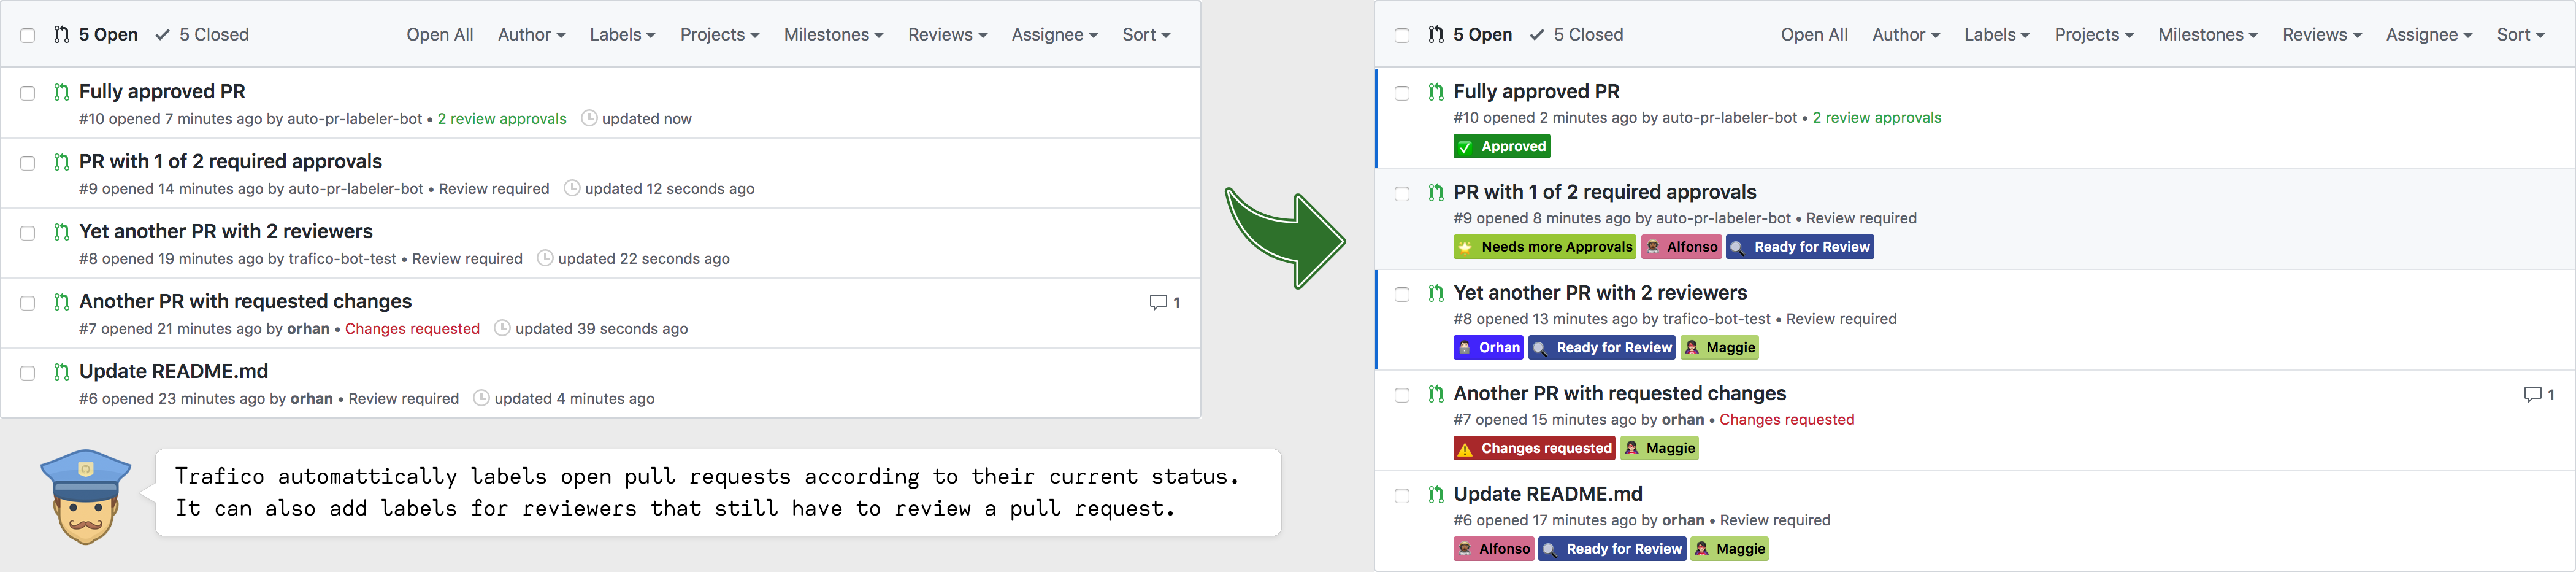 5 Open 5 Closed Open All Author Labels Projects Milestones Reviews Assignee Sort
Fully approved PR
#10 opened 7 minutes ago by auto-pr-labeler-bot • 2 review approvals updated now
PR with 1 of 2 required approvals
#9 opened 14 minutes ago by auto-pr-labeler-bot • Review required updated 12 seconds ago
Yet another PR with 2 reviewers
#8 opened 19 minutes ago by trafico-bot-test • Review required updated 22 seconds ago
Another PR with requested changes 1
#7 opened 21 minutes ago by orhan • Changes requested updated 39 seconds ago
Update README.md
#6 opened 23 minutes ago by orhan • Review required updated 4 minutes ago
Trafico automattically labels open pull requests according to their current status.
It can also add labels for reviewers that still have to review a pull request.
5 Open 5 Closed Open All Author Labels Projects Milestones Reviews Assignee Sort
Fully approved PR
#10 opened 2 minutes ago by auto-pr-labeler-bot • 2 review approvals
Approved
PR with 1 of 2 required approvals
#9 opened 8 minutes ago by auto-pr-labeler-bot • Review required
Needs more Approvals Alfonso Ready for Review
Yet another PR with 2 reviewers
#8 opened 13 minutes ago by trafico-bot-test • Review required
Orhan Ready for Review Maggie
Another PR with requested changes 1
#7 opened 15 minutes ago by orhan • Changes requested
Changes requested Maggie
Update README.md
#6 opened 17 minutes ago by orhan • Review required
Alfonso Ready for Review Maggie